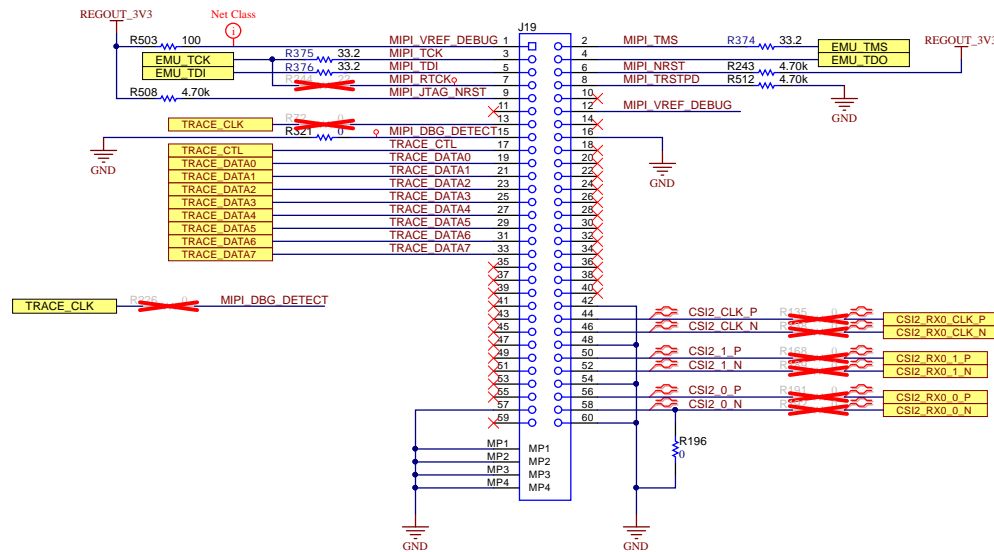 REGOUT_3V3
Net Class
i
J19
R503 100 MIPI_VREF_DEBUG 1 2 MIPI_TMS R374 33.2 EMU_TMS REGOUT_3V3
EMU_TCK R375 33.2 MIPI_TCK 3 4 EMU_TDO
EMU_TDI R376 33.2 MIPI_TDI 5 6 MIPI_NRST R243 4.70k
R244 22 MIPI_RTCK 7 8 MIPI_TRSTPD R512 4.70k
R508 4.70k MIPI_JTAG_NRST 9 10
11 12 MIPI_VREF_DEBUG
TRACE_CLK R72 0 13 14
R321 0 MIPI_DBG_DETECT 15 16
GND
GND
GND
TRACE_CTL TRACE_CTL 17 18
TRACE_DATA0 TRACE_DATA0 19 20
TRACE_DATA1 TRACE_DATA1 21 22
TRACE_DATA2 TRACE_DATA2 23 24
TRACE_DATA3 TRACE_DATA3 25 26
TRACE_DATA4 TRACE_DATA4 27 28
TRACE_DATA5 TRACE_DATA5 29 30
TRACE_DATA6 TRACE_DATA6 31 32
TRACE_DATA7 TRACE_DATA7 33 34
35 36
37 38
39 40
TRACE_CLK R226 0 MIPI_DBG_DETECT 41 42
43 44 CSI2_CLK_P R135 0 CSI2_RX0_CLK_P
45 46 CSI2_CLK_N CSI2_RX0_CLK_N
47 48
49 50 CSI2_1_P R168 0 CSI2_RX0_1_P
51 52 CSI2_1_N CSI2_RX0_1_N
53 54
55 56 CSI2_0_P R191 0 CSI2_RX0_0_P
57 58 CSI2_0_N CSI2_RX0_0_N
59 60
R196
0
MP1 MP1
MP2 MP2
MP3 MP3
MP4 MP4
GND
GND